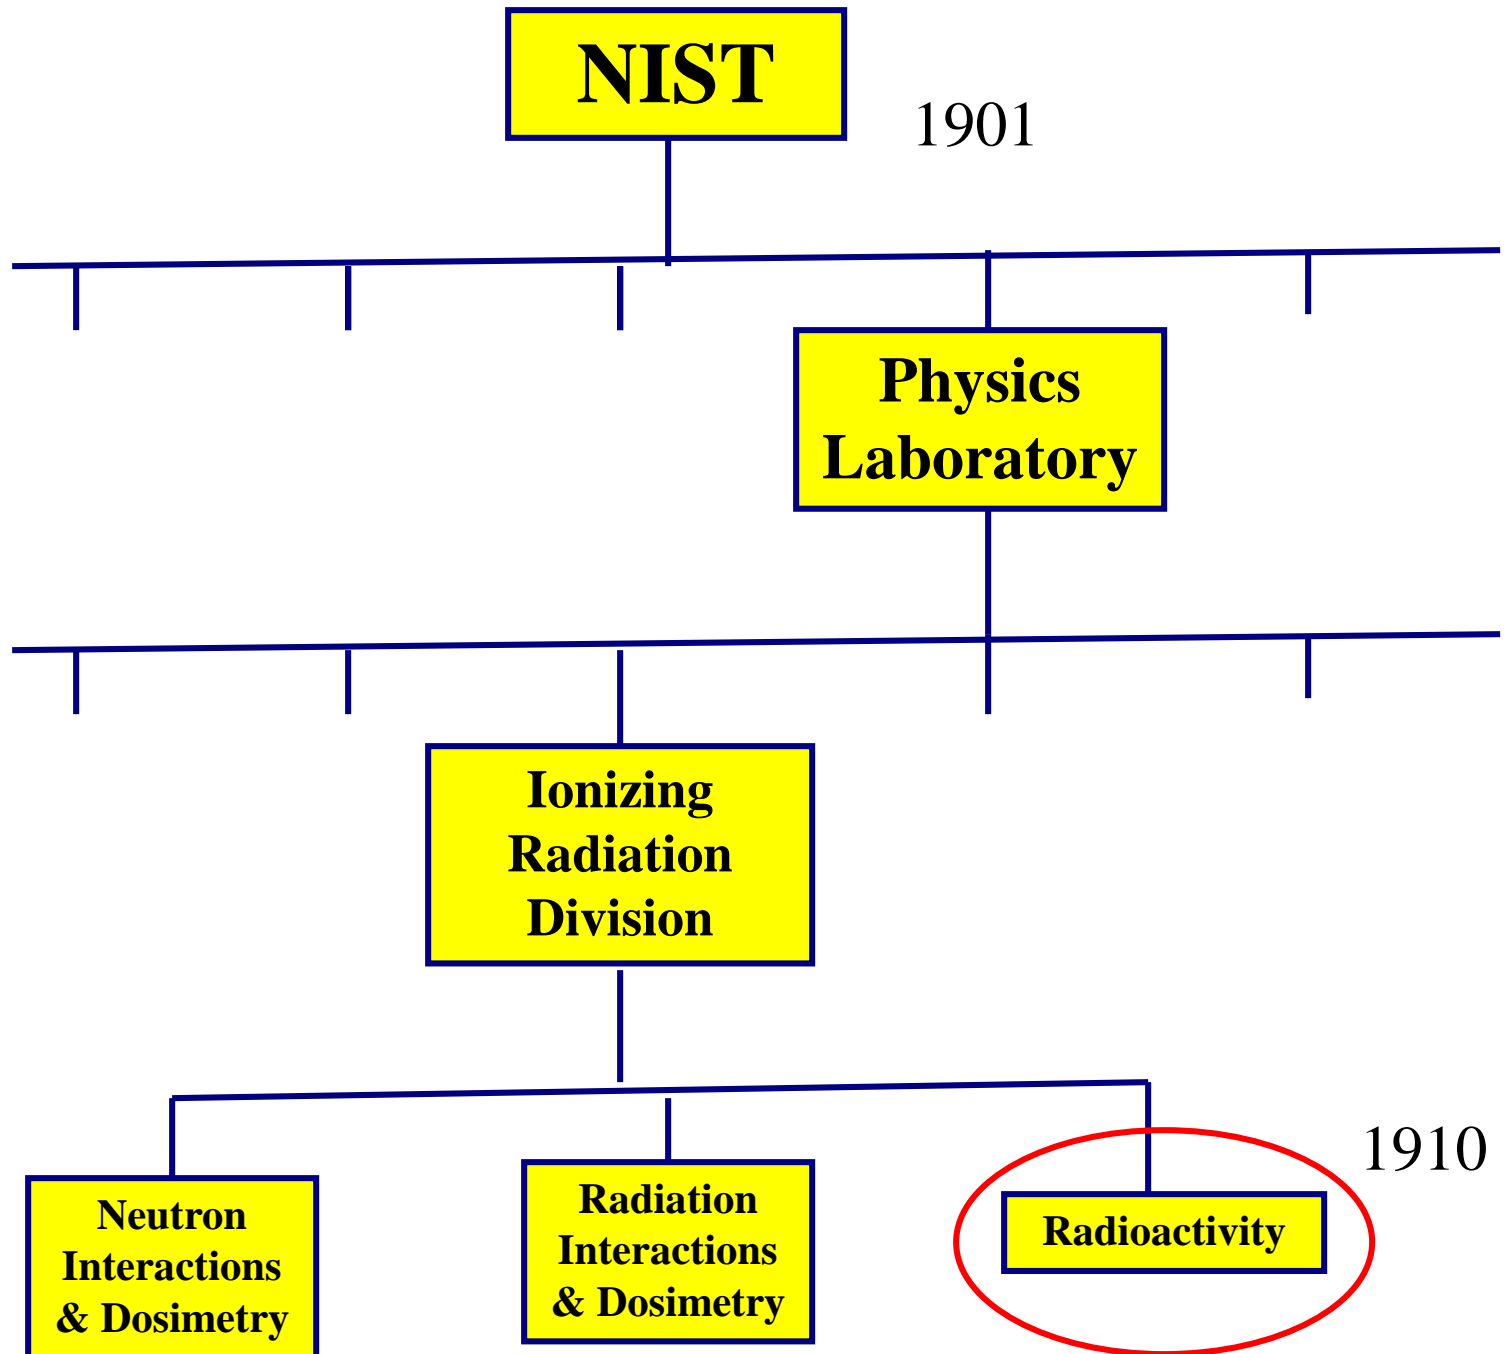 NIST
1901
Physics
Laboratory
Ionizing
Radiation
Division
1910
Neutron
Interactions
& Dosimetry
Radiation
Interactions
& Dosimetry
Radioactivity